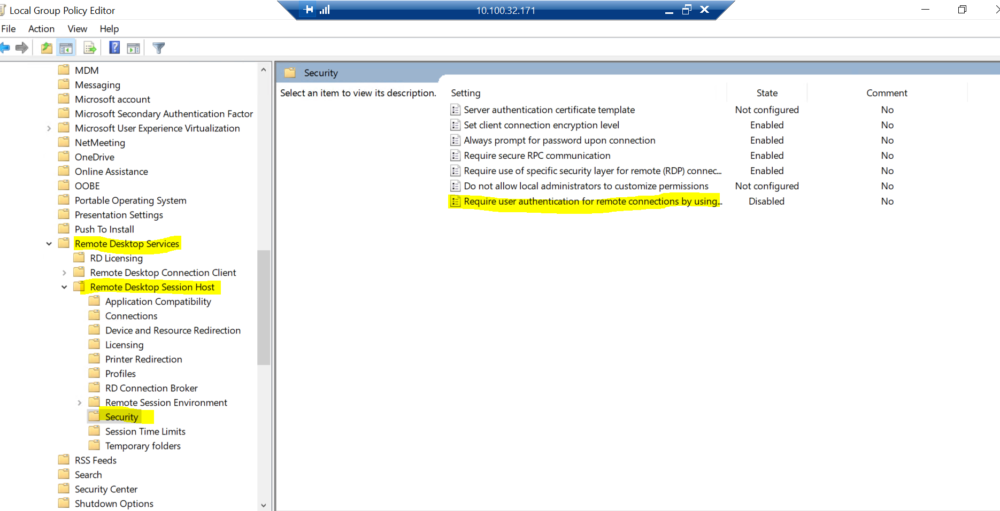 Local Group Policy Editor
10.100.32.171
File Action View Help
MDM
Messaging
Microsoft account
Microsoft Secondary Authentication Factor
Microsoft User Experience Virtualization
NetMeeting
OneDrive
Online Assistance
OOBE
Portable Operating System
Presentation Settings
Push To Install
Remote Desktop Services
RD Licensing
Remote Desktop Connection Client
Remote Desktop Session Host
Application Compatibility
Connections
Device and Resource Redirection
Licensing
Printer Redirection
Profiles
RD Connection Broker
Remote Session Environment
Security
Session Time Limits
Temporary folders
RSS Feeds
Search
Security Center
Shutdown Options
Security
Select an item to view its description.
Setting State Comment
Server authentication certificate template Not configured No
Set client connection encryption level Enabled No
Always prompt for password upon connection Enabled No
Require secure RPC communication Enabled No
Require use of specific security layer for remote (RDP) connec... Enabled No
Do not allow local administrators to customize permissions Not configured No
Require user authentication for remote connections by using... Disabled No